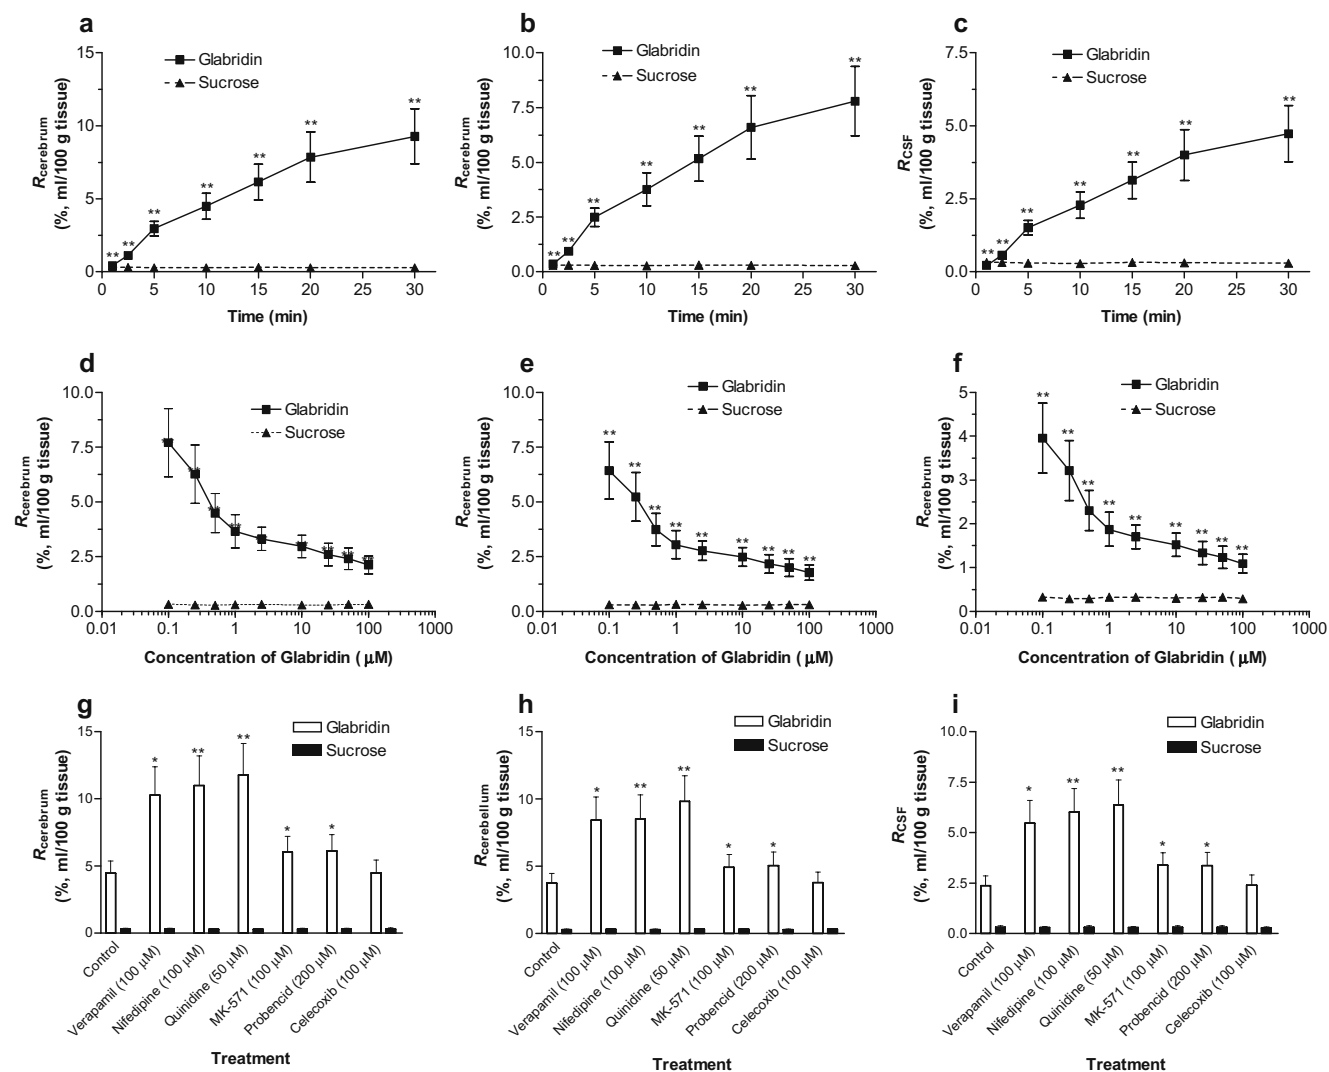 a
15
10
5
0
0 5 10 15 20 25 30
Rcerebrum
(%, ml/100 g tissue)
Glabridin
Sucrose
** ** ** ** ** ** **
Time (min)
b
10.0
7.5
5.0
2.5
0.0
0 5 10 15 20 25 30
Rcerebrum
(%, ml/100 g tissue)
Glabridin
Sucrose
** ** ** ** ** ** **
Time (min)
c
7.5
5.0
2.5
0.0
0 5 10 15 20 25 30
RCSF
(%, ml/100 g tissue)
Glabridin
Sucrose
** ** ** ** ** ** **
Time (min)
d
10.0
7.5
5.0
2.5
0.0
0.01 0.1 1 10 100 1000
Rcerebrum
(%, ml/100 g tissue)
Glabridin
Sucrose
Concentration of Glabridin ( μM)
e
10.0
7.5
5.0
2.5
0.0
0.01 0.1 1 10 100 1000
Rcerebrum
(%, ml/100 g tissue)
Glabridin
Sucrose
** ** ** ** ** ** ** ** **
Concentration of Glabridin ( μM)
f
5
4
3
2
1
0
0.01 0.1 1 10 100 1000
Rcerebrum
(%, ml/100 g tissue)
Glabridin
Sucrose
** ** ** ** ** ** ** ** **
Concentration of Glabridin ( μM)
g
15
10
5
0
Rcerebrum
(%, ml/100 g tissue)
Glabridin
Sucrose
* ** ** * *
Control
Verapamil (100 μM)
Nifedipine (100 μM)
Quinidine (50 μM)
MK-571 (100 μM)
Probencid (200 μM)
Celecoxib (100 μM)
Treatment
h
15
10
5
0
Rcerebellum
(%, ml/100 g tissue)
Glabridin
Sucrose
* ** ** * *
Control
Verapamil (100 μM)
Nifedipine (100 μM)
Quinidine (50 μM)
MK-571 (100 μM)
Probencid (200 μM)
Celecoxib (100 μM)
Treatment
i
10.0
7.5
5.0
2.5
0.0
RCSF
(%, ml/100 g tissue)
Glabridin
Sucrose
* ** ** * *
Control
Verapamil (100 μM)
Nifedipine (100 μM)
Quinidine (50 μM)
MK-571 (100 μM)
Probencid (200 μM)
Celecoxib (100 μM)
Treatment